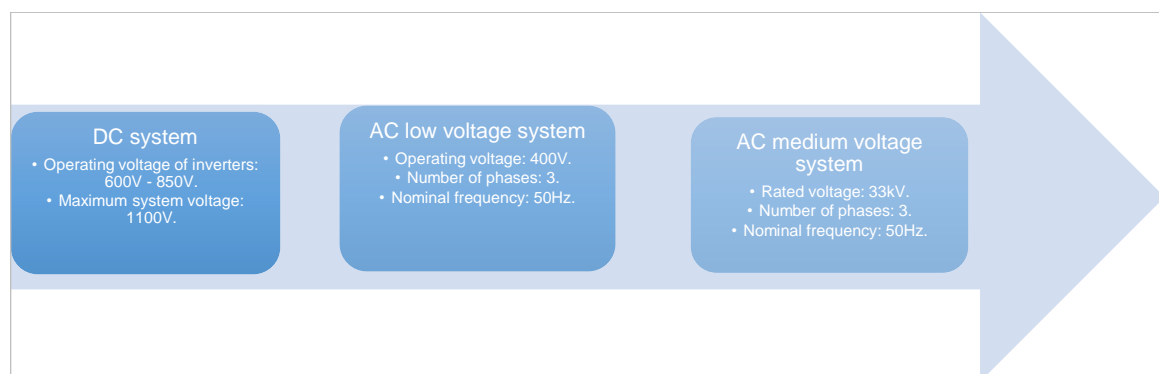 DC system
• Operating voltage of inverters:
600V - 850V.
• Maximum system voltage:
1100V.
AC low voltage system
• Operating voltage: 400V.
• Number of phases: 3.
• Nominal frequency: 50Hz.
AC medium voltage
system
• Rated voltage: 33kV.
• Number of phases: 3.
• Nominal frequency: 50Hz.